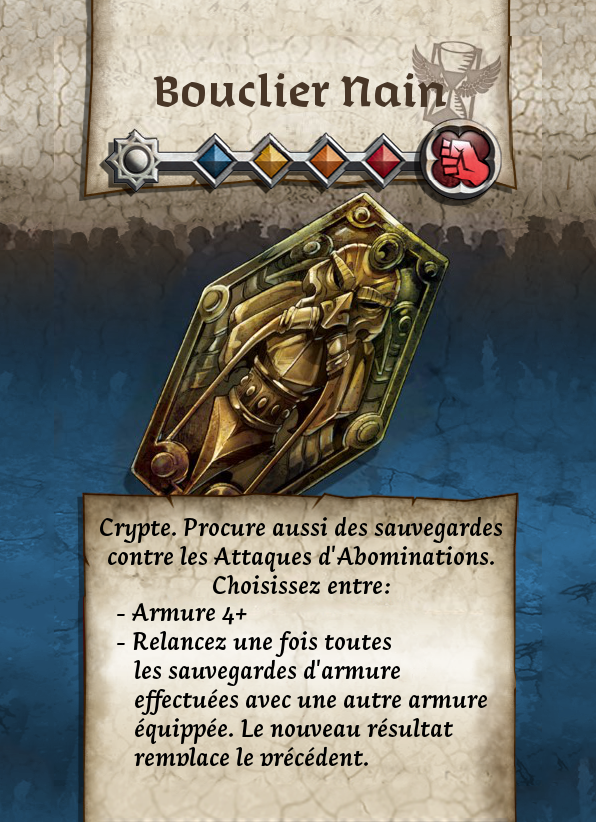 Bouclier Nain
Crypte. Procure aussi des sauvegardes
contre les Attaques d'Abominations.
Choisissez entre:
- Armure 4+
- Relancez une fois toutes
les sauvegardes d'armure
effectuées avec une autre armure
équippée. Le nouveau résultat
remplace le précédent.